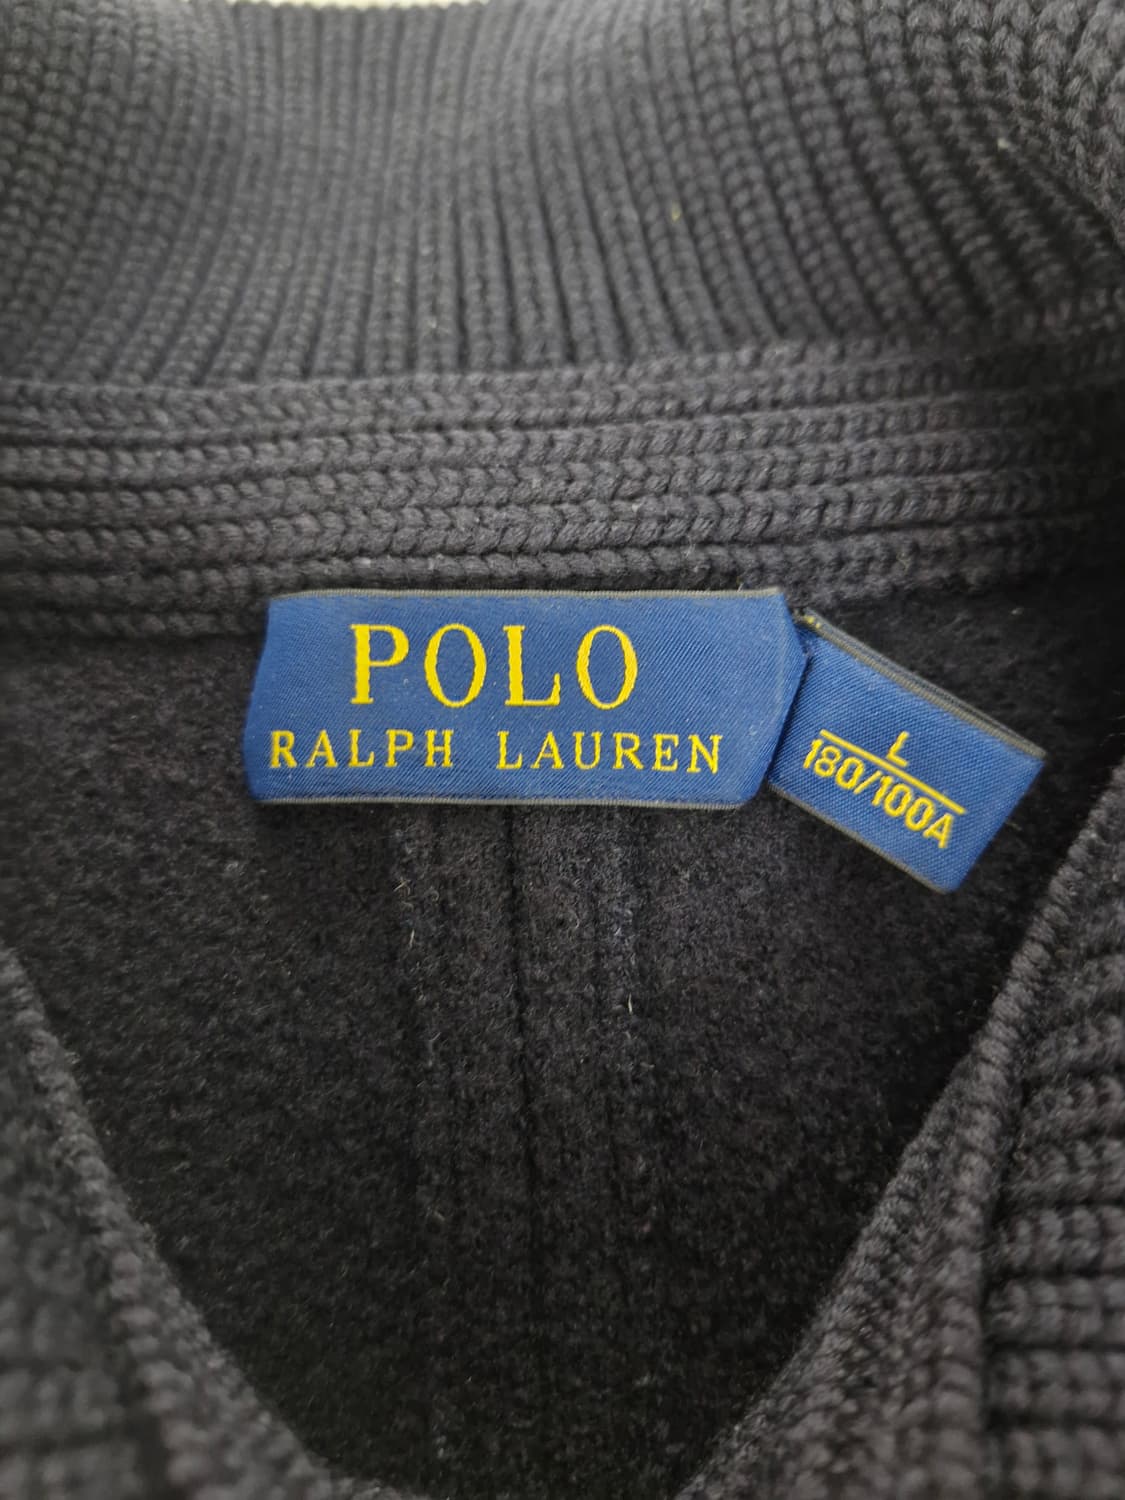 POLO
RALPH LAUREN
L
180/100A